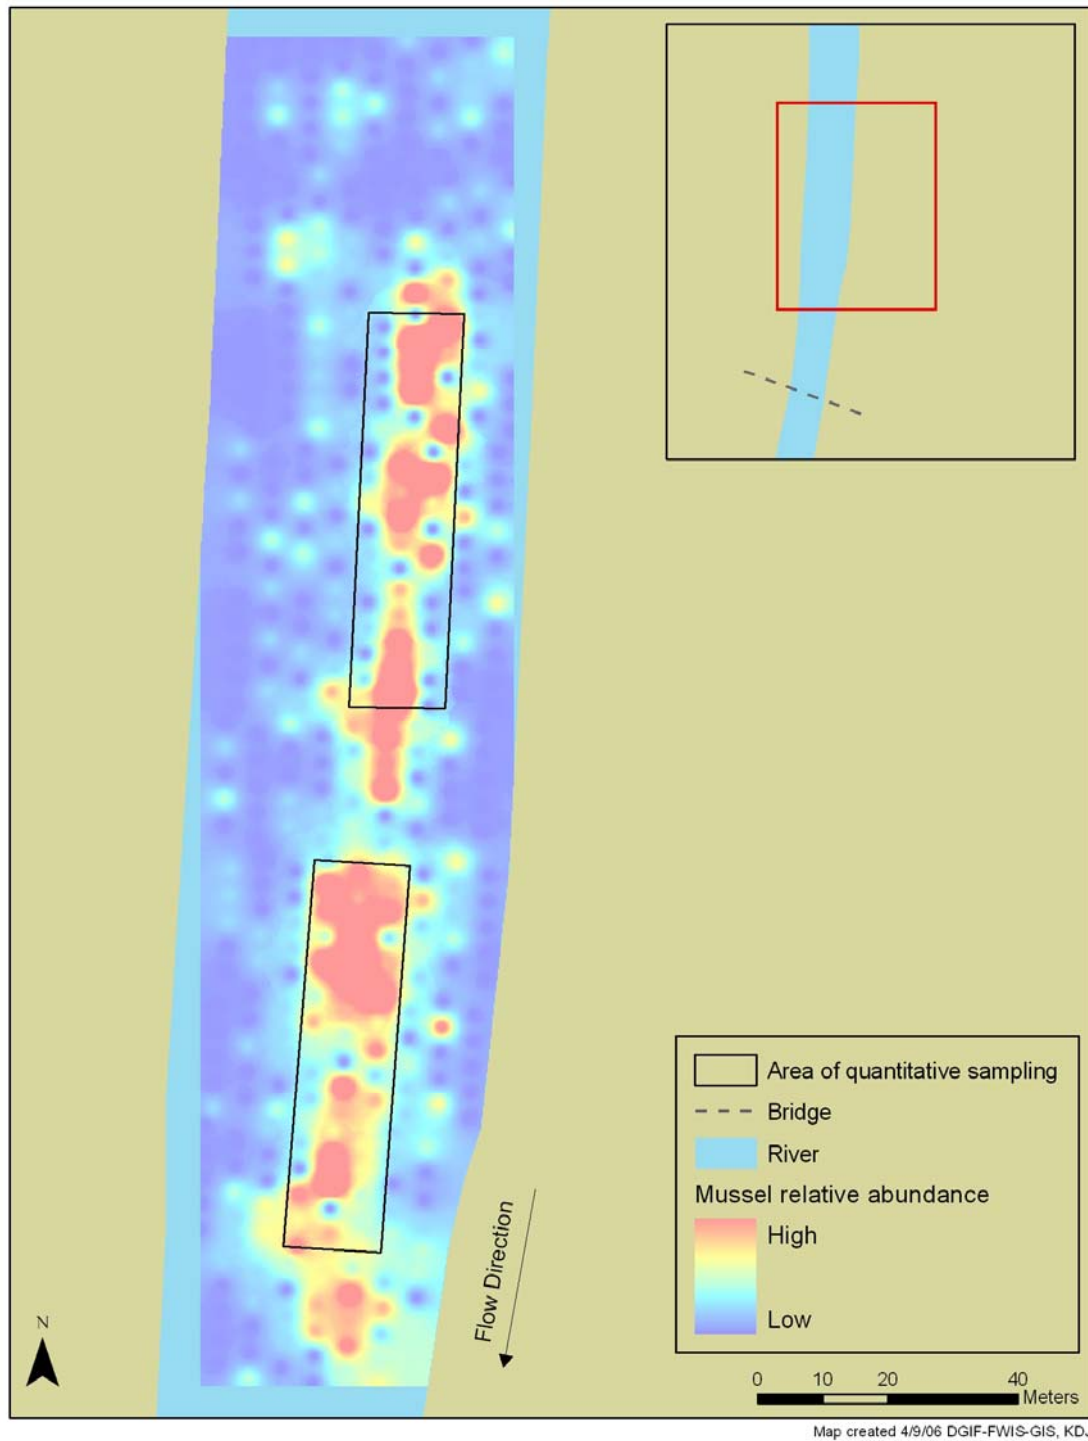 Area of quantitative sampling
Bridge
River
Mussel relative abundance
High
Low
Flow Direction
N
0 10 20 40
Meters
Map created 4/9/06 DGIF-FWIS-GIS, KD.